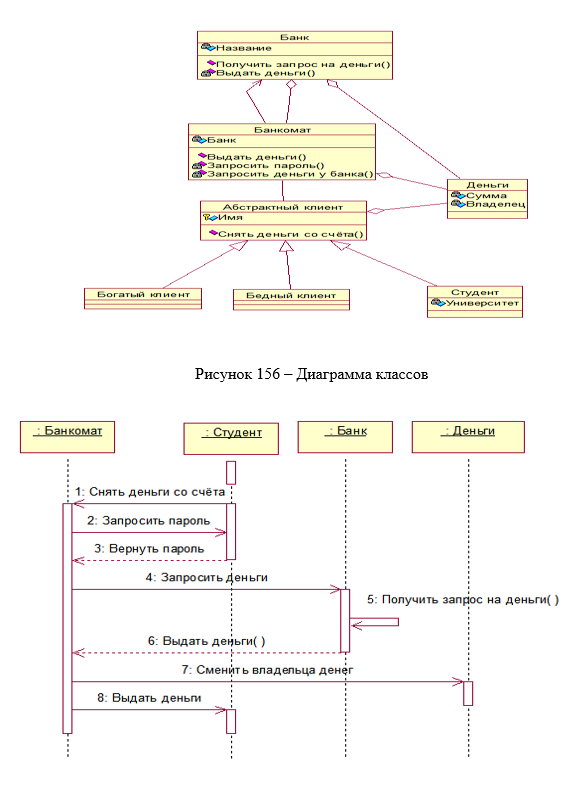 Банк
Название
Получить запрос на деньги()
Выдать деньги()
Банкомат
Банк
Выдать деньги()
Запросить пароль()
Запросить деньги у банка()
Деньги
Сумма
Владелец
Абстрактный клиент
Имя
Снять деньги со счёта()
Богатый клиент
Бедный клиент
Студент
Университет
Рисунок 156 – Диаграмма классов
: Банкомат
: Студент
: Банк
: Деньги
1: Снять деньги со счёта
2: Запросить пароль
3: Вернуть пароль
4: Запросить деньги
5: Получить запрос на деньги( )
6: Выдать деньги( )
7: Сменить владельца денег
8: Выдать деньги